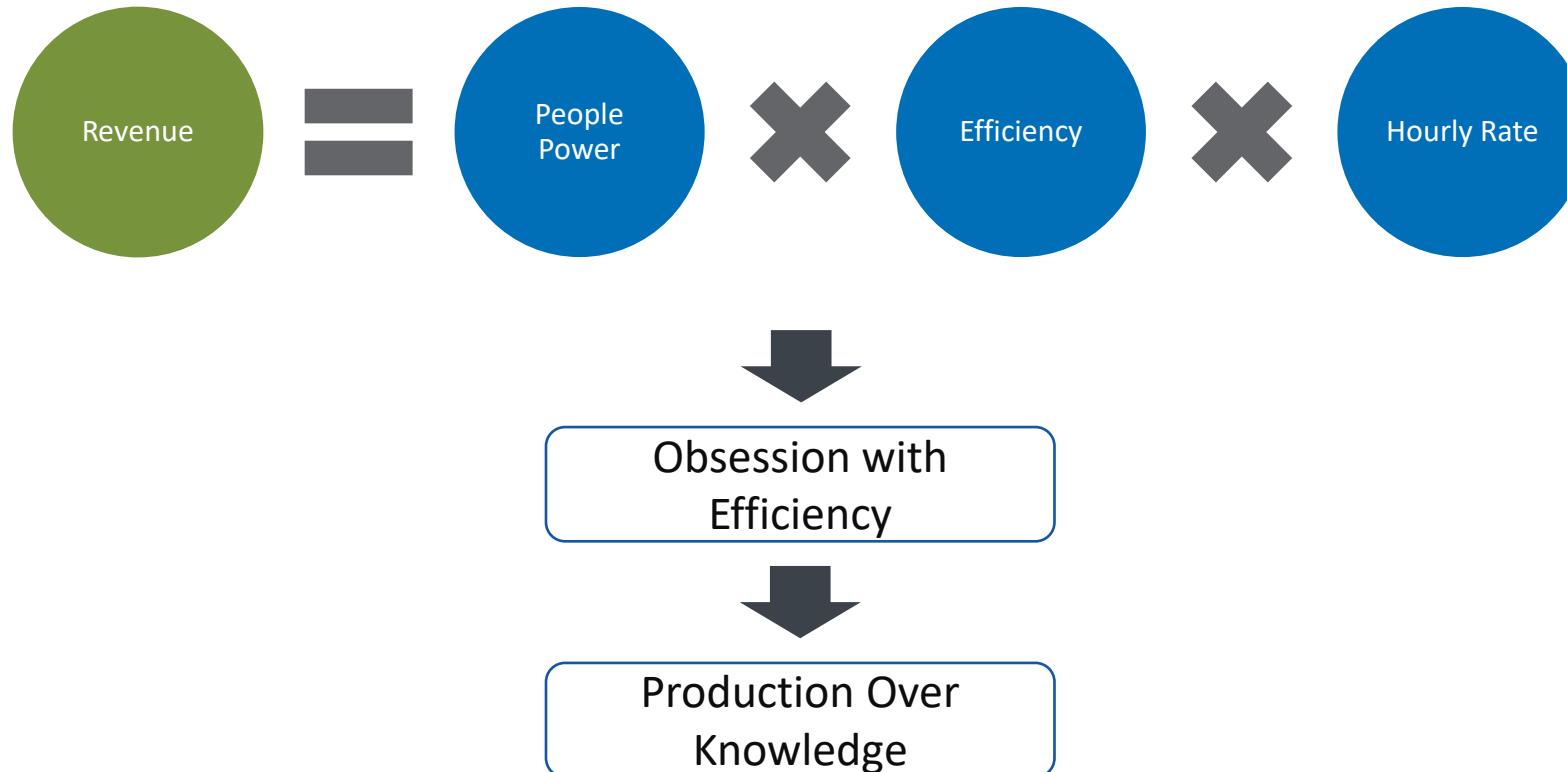 Revenue
People
Power
Efficiency
Hourly Rate
Obsession with
Efficiency
Production Over
Knowledge